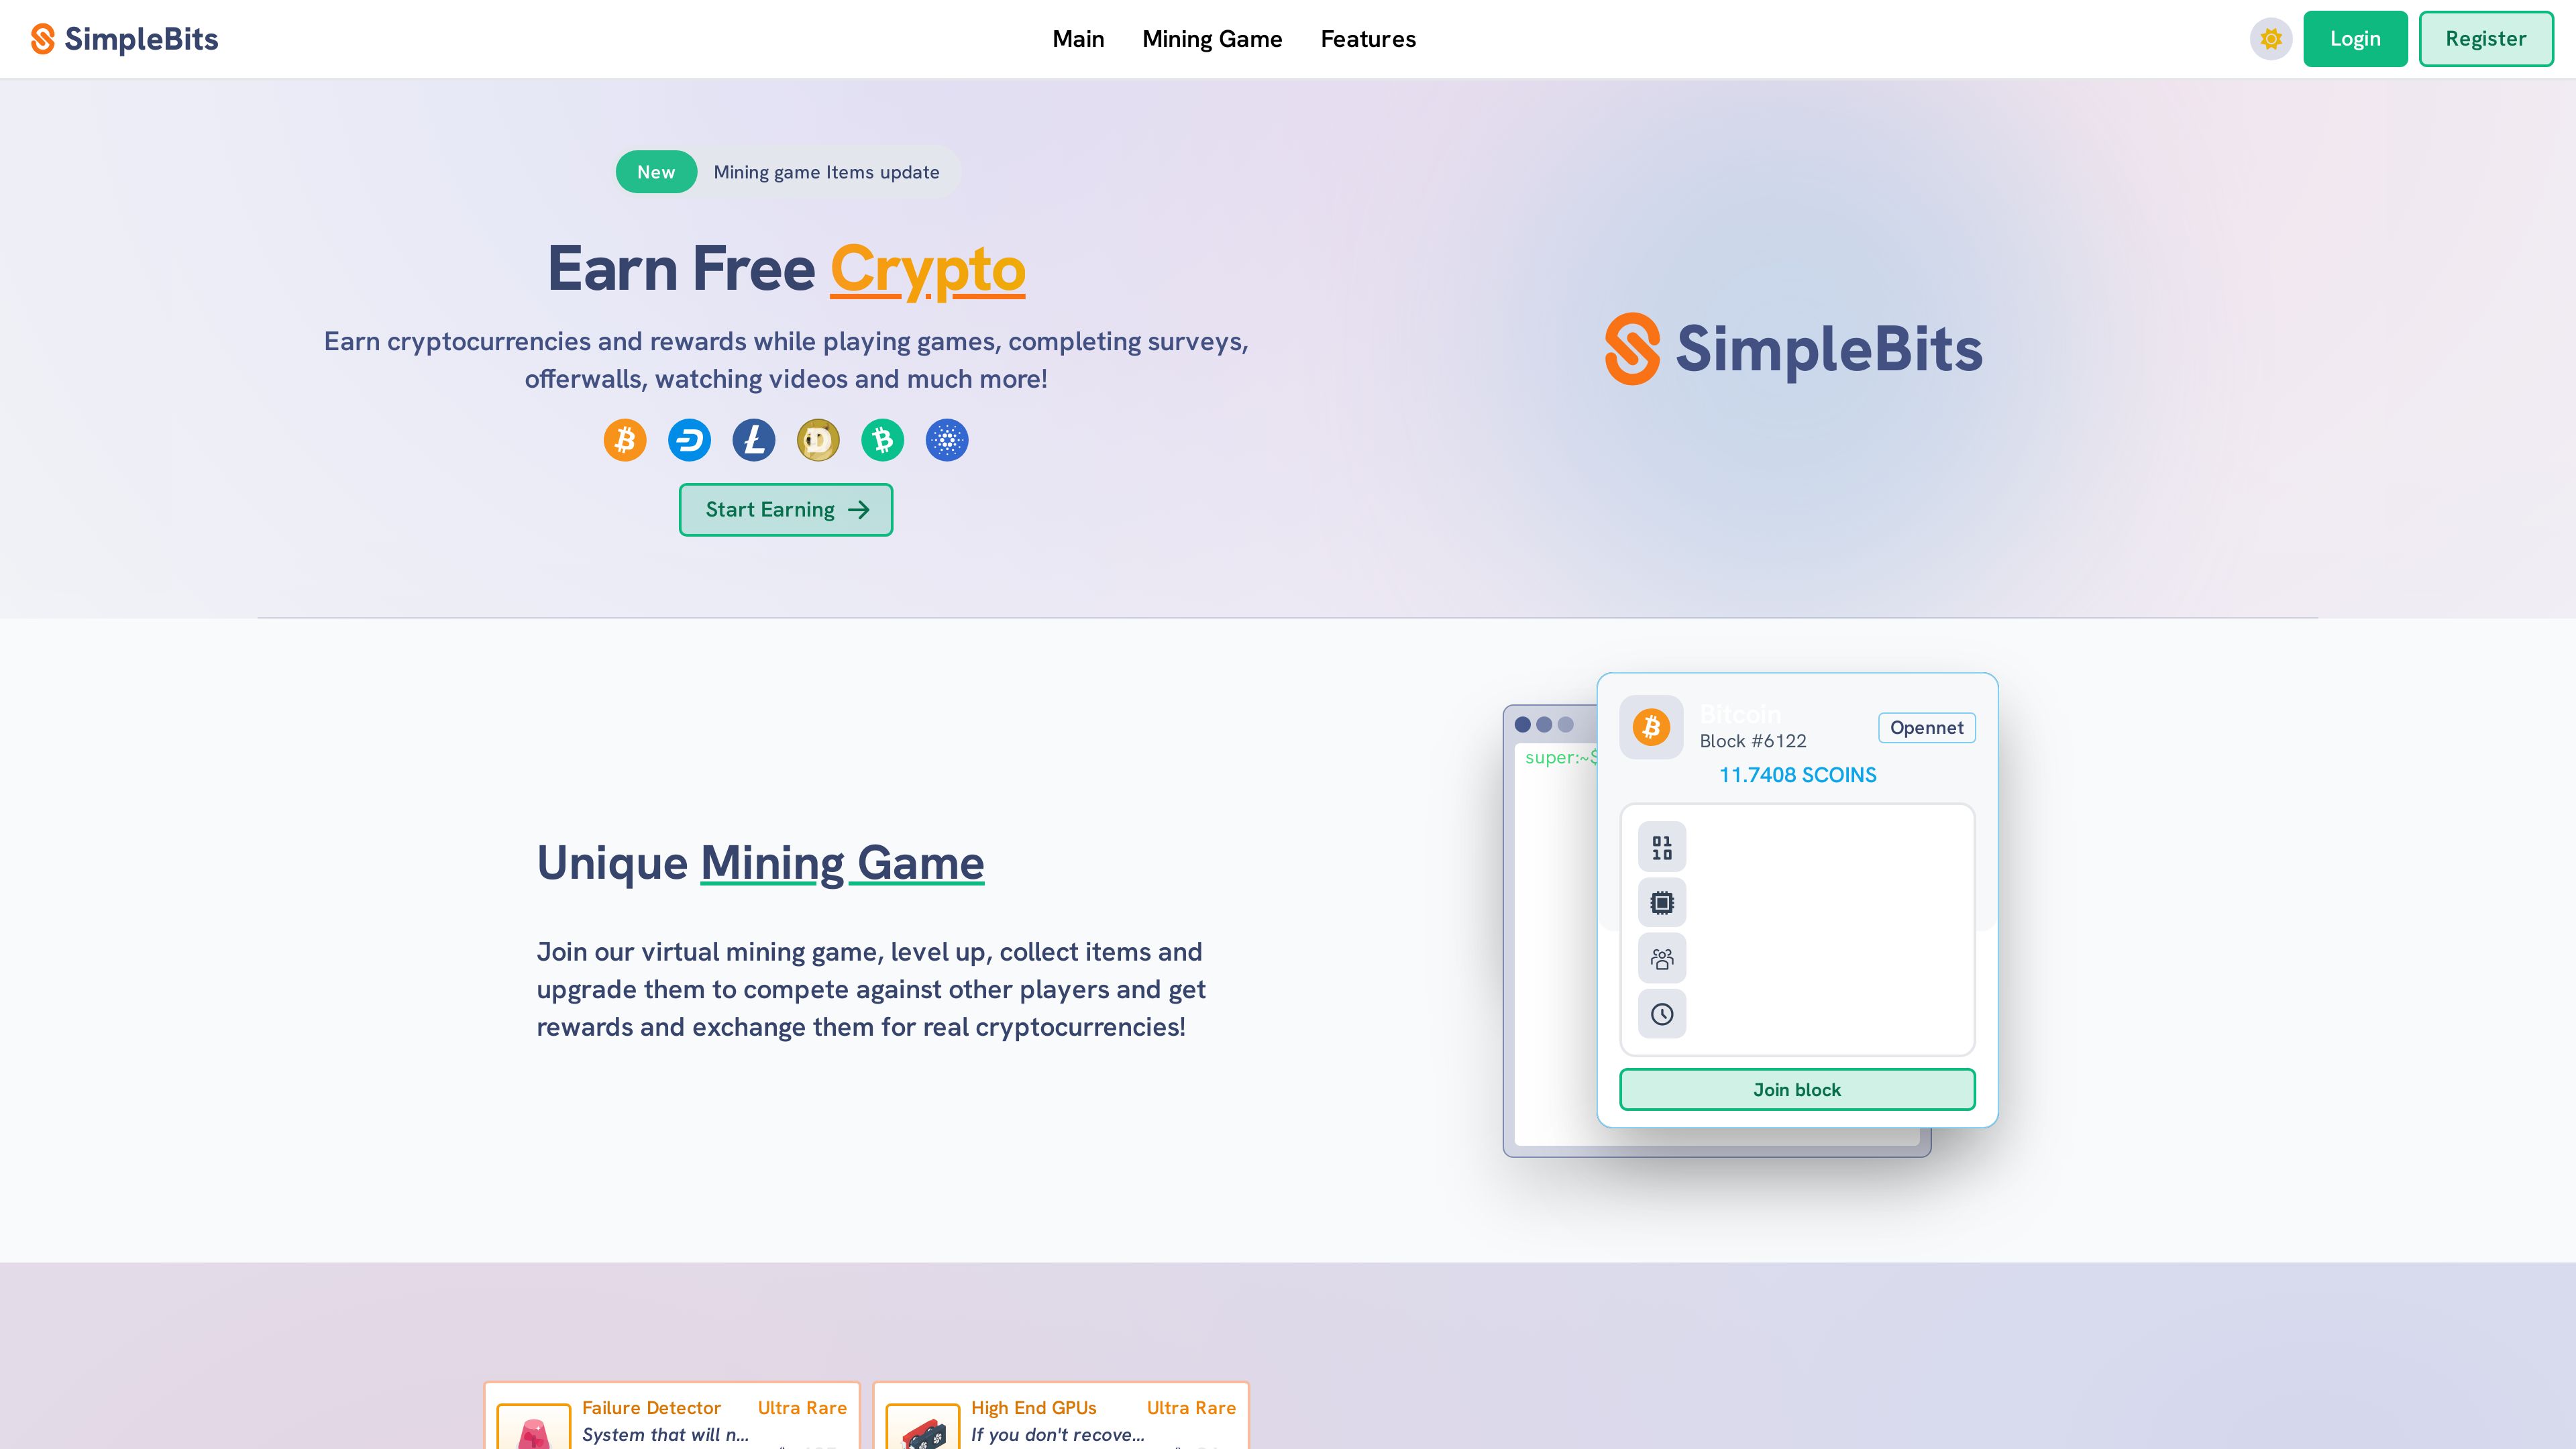 SimpleBits
Main
Mining Game
Features
Login
Register
New
Mining game Items update
Earn Free Crypto
Earn cryptocurrencies and rewards while playing games, completing surveys,
offerwalls, watching videos and much more!
Start Earning
SimpleBits
Unique Mining Game
Join our virtual mining game, level up, collect items and
upgrade them to compete against other players and get
rewards and exchange them for real cryptocurrencies!
super:~$
Bitcoin
Block #6122
Opennet
11.7408 SCOINS
Join block
Failure Detector
Ultra Rare
System that will n...
High End GPUs
Ultra Rare
If you don't recove...